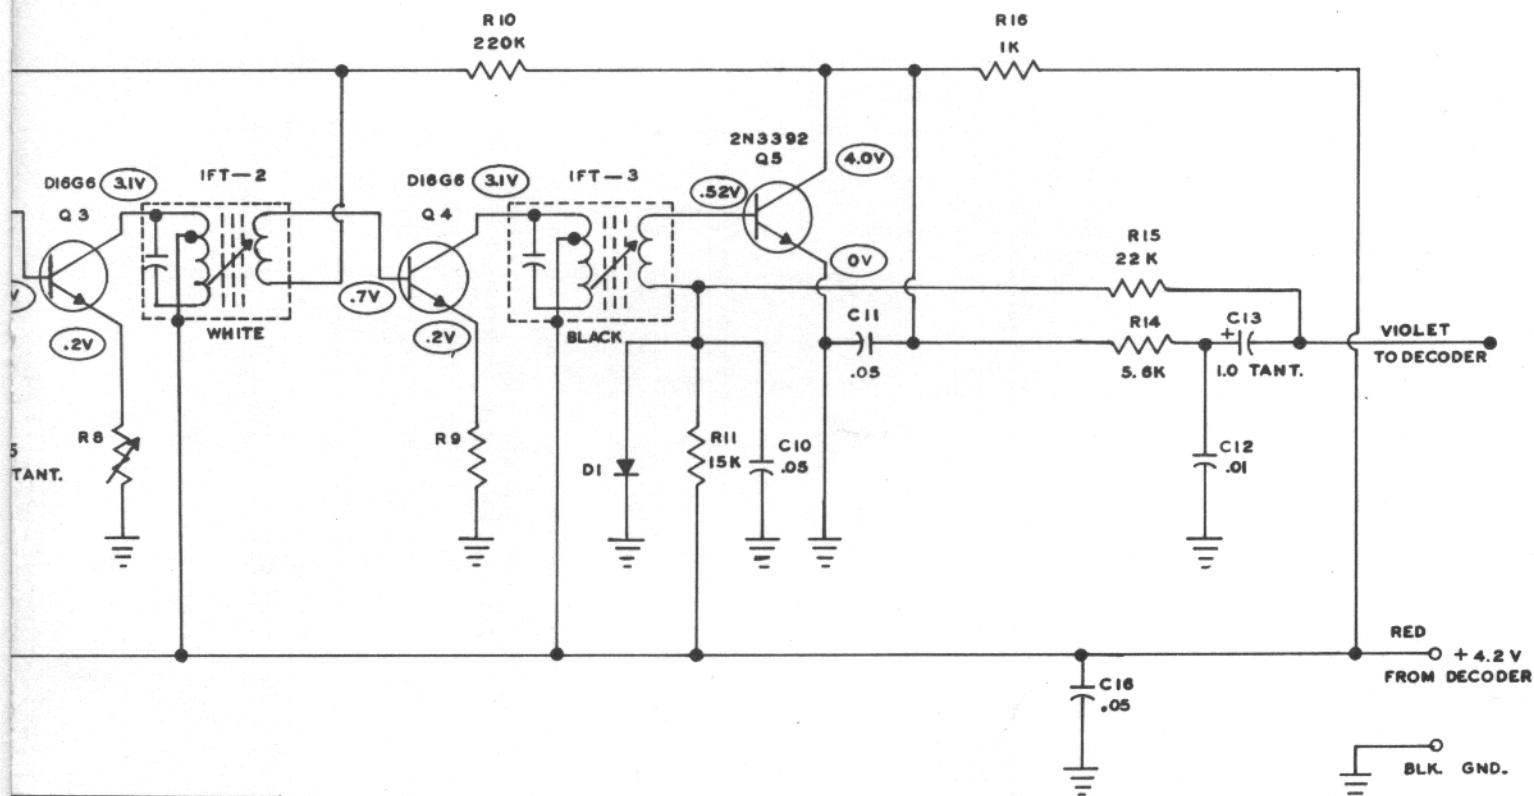 R10
220K
R16
1K
2N3392
Q5
4.0V
D16G6
3.1V
IFT-2
D16G6
3.1V
IFT-3
.52V
Q3
Q4
0V
R15
22K
V
.7V
.2V
WHITE
.2V
BLACK
C11
.05
R14
5.6K
+
C13
1.0 TANT.
VIOLET
TO DECODER
R8
R9
D1
R11
15K
C10
.05
C12
.01
TANT.
RED
+4.2V
FROM DECODER
C16
.05
BLK. GND.